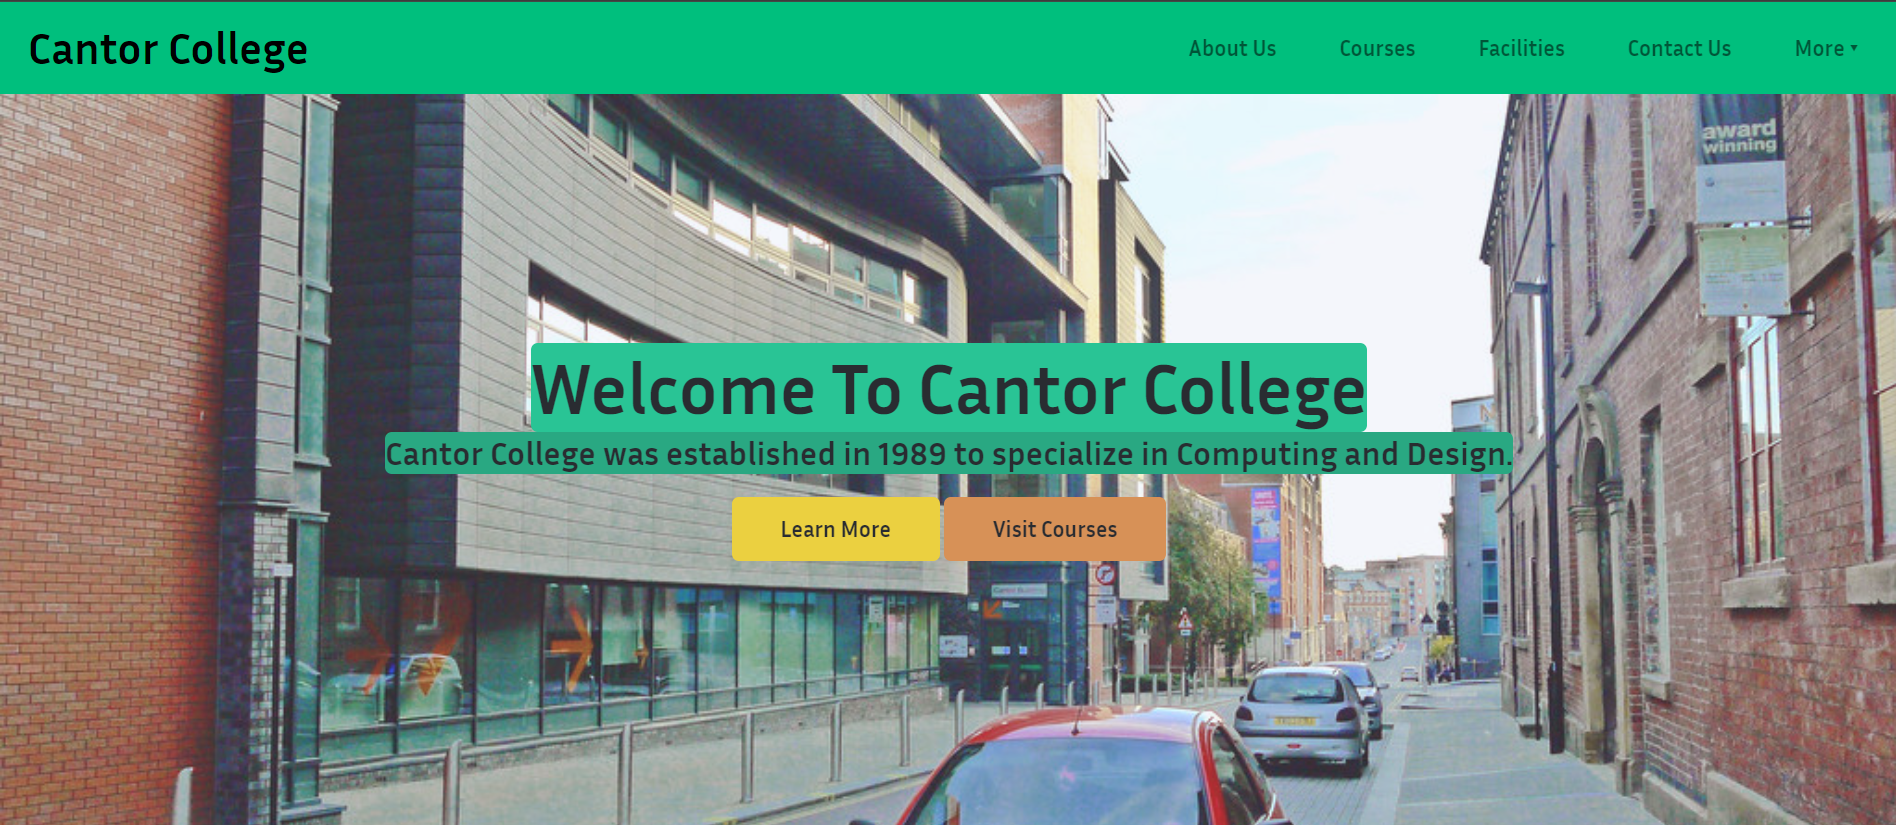 Cantor College
About Us
Courses
Facilities
Contact Us
More ▾
award
winning
Welcome To Cantor College
Cantor College was established in 1989 to specialize in Computing and Design.
Learn More
Visit Courses